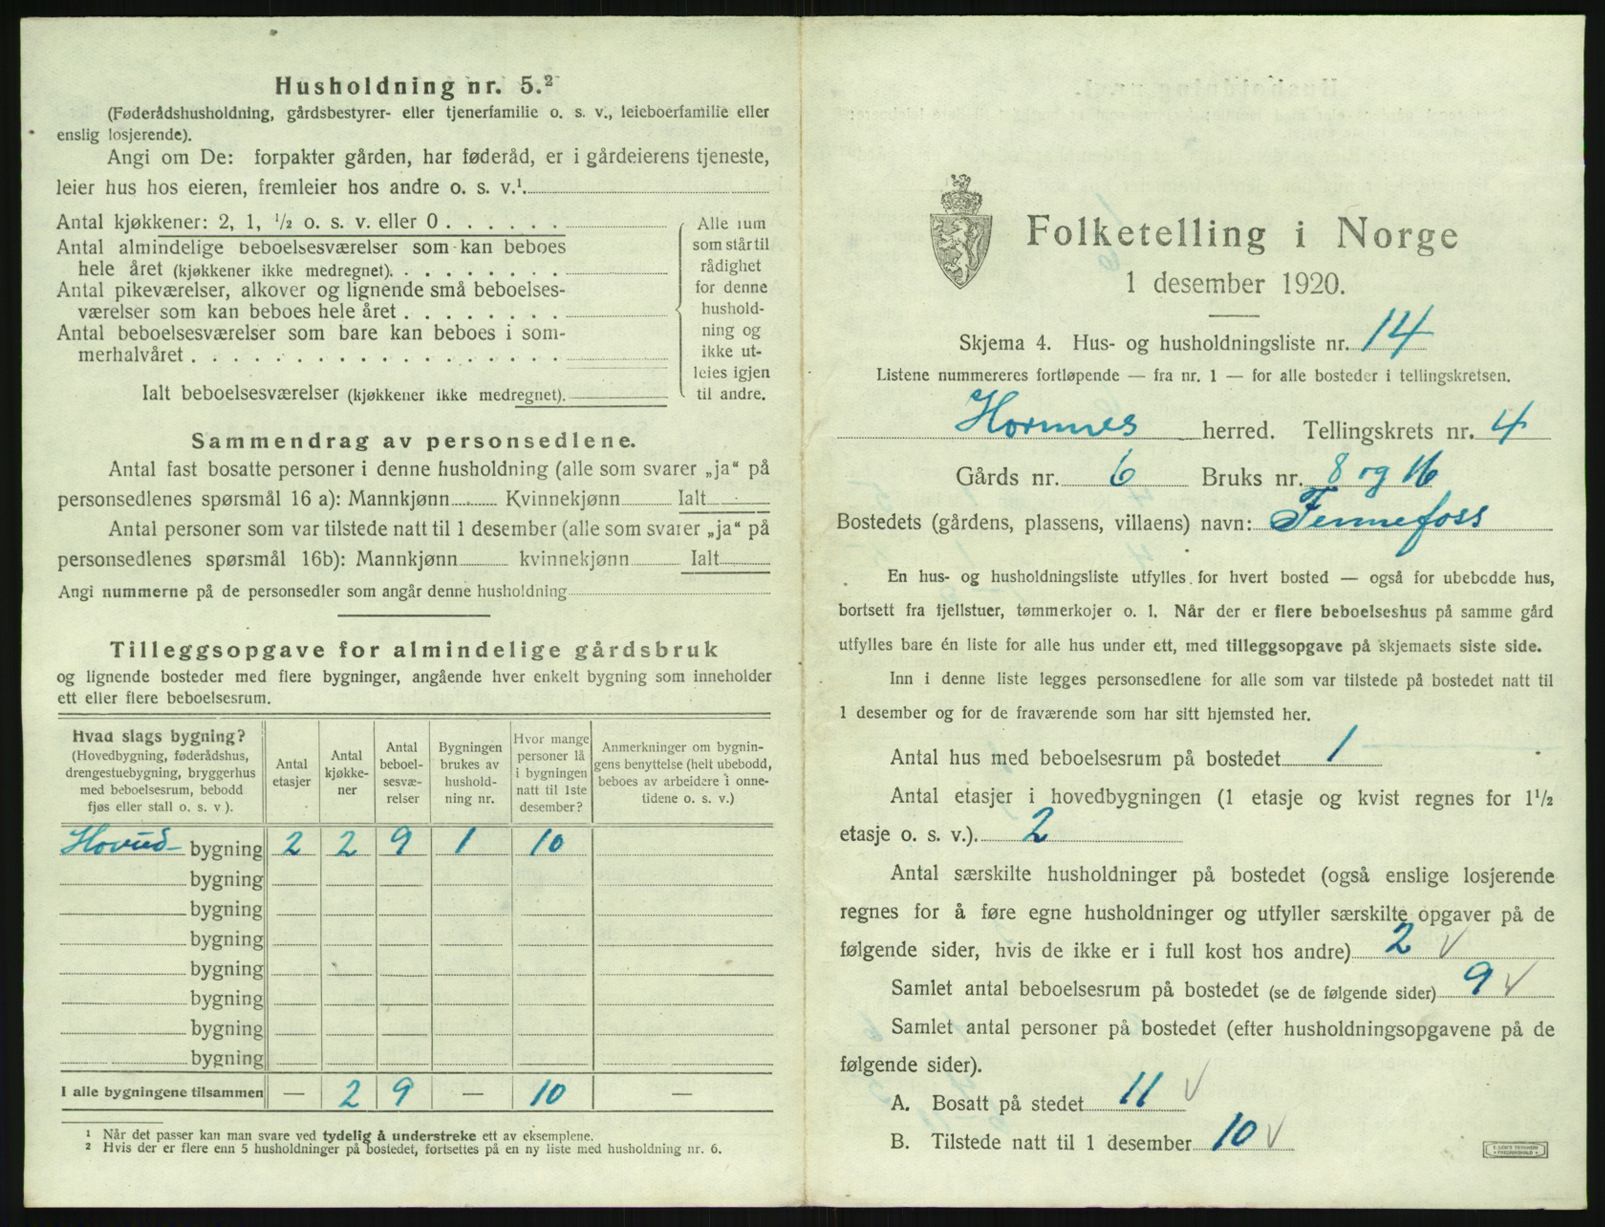 Husholdning nr. 5.²
(Føderådshusholdning, gårdsbestyrer- eller tjenerfamilie o. s. v., leieboerfamilie eller
enslig losjerende).
Angi om De: forpakter gården, har føderåd, er i gårdeierens tjeneste,
leier hus hos eieren, fremleier hos andre o. s. v.¹
Antal kjøkkener: 2, 1, ½ o. s. v. eller 0 . . . . . .
Antal almindelige beboelsesværelser som kan beboes
hele året (kjøkkener ikke medregnet). . . . . . . . .
Antal pikeværelser, alkover og lignende små beboelses-
værelser som kan beboes hele året . . . . . . . .
Antal beboelsesværelser som bare kan beboes i som-
merhalvåret . . . . . . . . . . . . . . . . . .
Ialt beboelsesværelser (kjøkkener ikke medregnet).
Alle rum
som står til
rådighet
for denne
hushold-
ning og
ikke ut-
leies igjen
til andre.
Sammendrag av personsedlene.
Antal fast bosatte personer i denne husholdning (alle som svarer „ja“ på
personsedlenes spørsmål 16 a): Mannkjønn Kvinnekjønn Ialt
Antal personer som var tilstede natt til 1 desember (alle som svarer „ja“ på
personsedlenes spørsmål 16b): Mannkjønn kvinnekjønn Ialt
Angi nummerne på de personsedler som angår denne husholdning
Tilleggsopgave for almindelige gårdsbruk
og lignende bosteder med flere bygninger, angående hver enkelt bygning som inneholder
ett eller flere beboelsesrum.
Hvad slags bygning?
(Hovedbygning, føderådshus,
drengestuebygning, bryggerhus
med beboelsesrum, bebodd
fjøs eller stall o. s. v ).
Antal
etasjer
Antal
kjøkke-
ner
Antal
beboel-
sesvæ-
relser
Bygningen
brukes av
hushold-
ning nr.
Hvor mange
personer lå
i bygningen
natt til 1ste
desember?
Anmerkninger om bygnin-
gens benyttelse (helt ubebodd,
beboes av arbeidere i onne-
tidene o. s. v.)
Hovud- bygning 2 2 9 1 10
bygning
bygning
bygning
bygning
bygning
bygning
bygning
I alle bygningene tilsammen — 2 9 — 10 —
¹ Når det passer kan man svare ved tydelig å understreke ett av eksemplene.
² Hvis der er flere enn 5 husholdninger på bostedet, fortsettes på en ny liste med husholdning nr. 6.
Folketelling i Norge
1 desember 1920.
Skjema 4. Hus- og husholdningsliste nr. 14
Listene nummereres fortløpende — fra nr. 1 — for alle bosteder i tellingskretsen.
Hornnes herred. Tellingskrets nr. 4
Gårds nr. 6 Bruks nr. 8 og 16
Bostedets (gårdens, plassens, villaens) navn: Fennefoss
En hus- og husholdningsliste utfylles for hvert bosted — også for ubebodde hus,
bortsett fra fjellstuer, tømmerkojer o. l. Når der er flere beboelseshus på samme gård
utfylles bare én liste for alle hus under ett, med tilleggsopgave på skjemaets siste side.
Inn i denne liste legges personsedlene for alle som var tilstede på bostedet natt til
1 desember og for de fraværende som har sitt hjemsted her.
Antal hus med beboelsesrum på bostedet 1
Antal etasjer i hovedbygningen (1 etasje og kvist regnes for 1½
etasje o. s. v.). 2
Antal særskilte husholdninger på bostedet (også enslige losjerende
regnes for å føre egne husholdninger og utfyller særskilte opgaver på de
følgende sider, hvis de ikke er i full kost hos andre) 2 √
Samlet antal beboelsesrum på bostedet (se de følgende sider) 9 √
Samlet antal personer på bostedet (efter husholdningsopgavene på de
følgende sider).
A. Bosatt på stedet 11 √
B. Tilstede natt til 1 desember 10 √